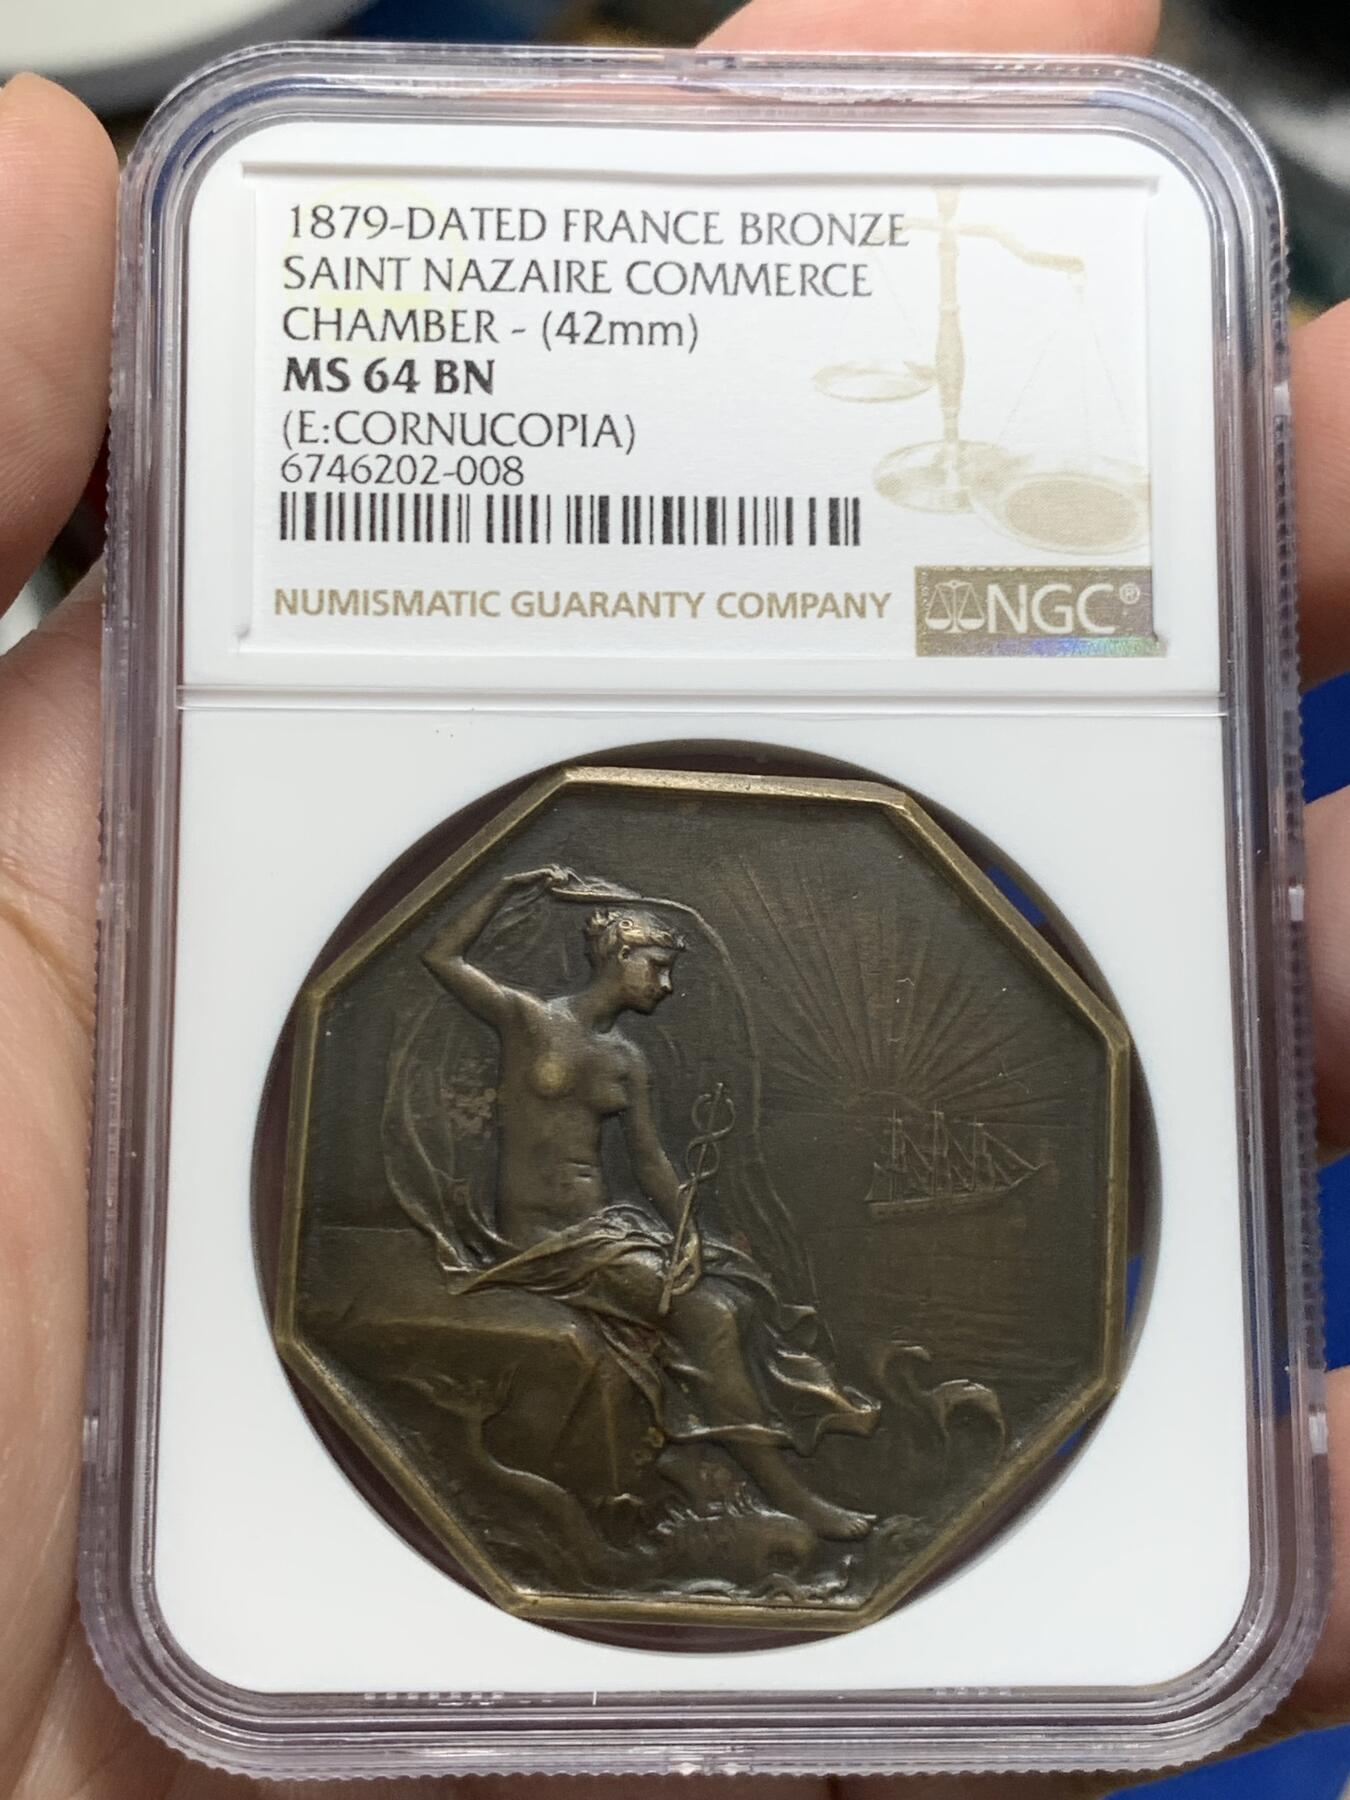 1879-DATED FRANCE BRONZE
SAINT NAZAIRE COMMERCE
CHAMBER - (42mm)
MS 64 BN
(E:CORNUCOPIA)
6746202-008
NUMISMATIC GUARANTY COMPANY
NGC®